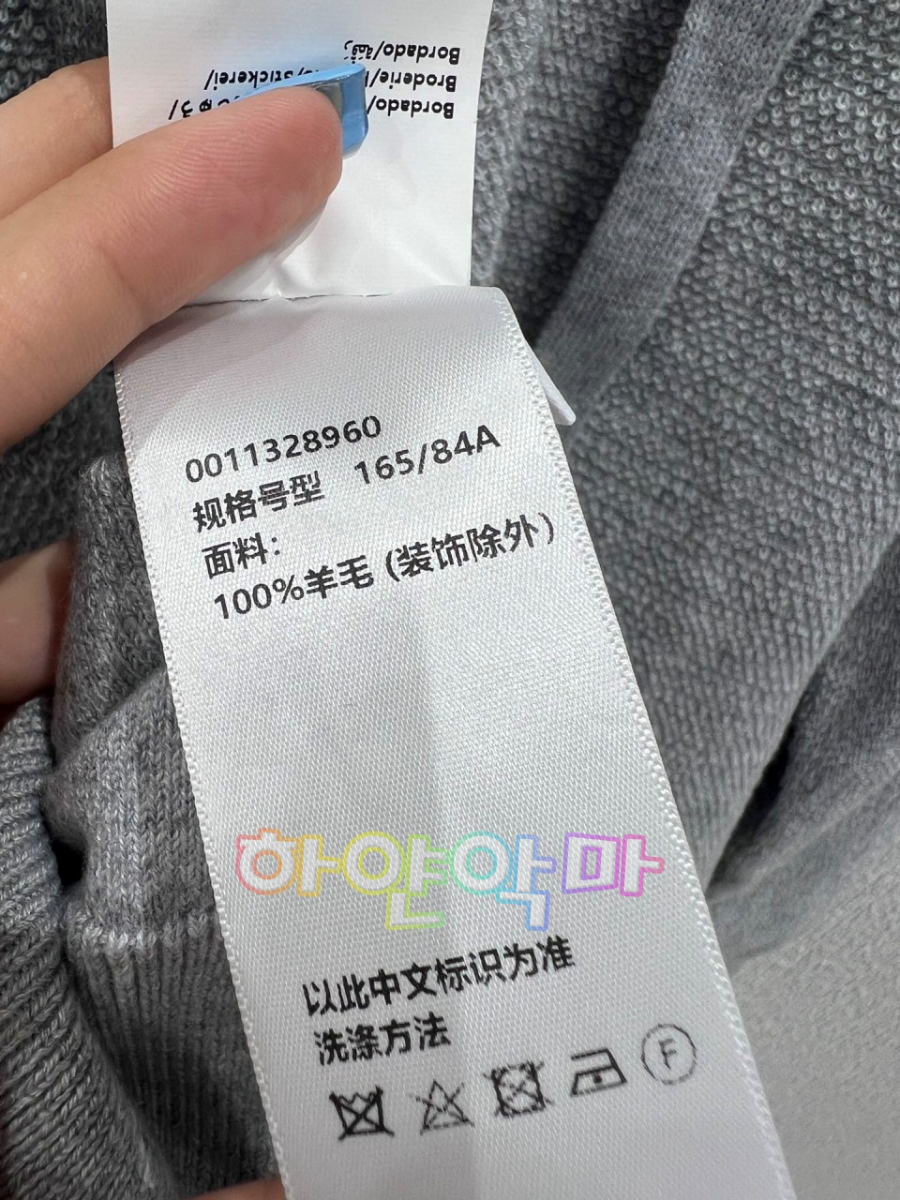 Bordado/
Broderie/
/Stickerei/
Bordado/
0011328960
规格号型 165/84A
面料：
100%羊毛 (装饰除外)
하얀악마
以此中文标识为准
洗涤方法
F